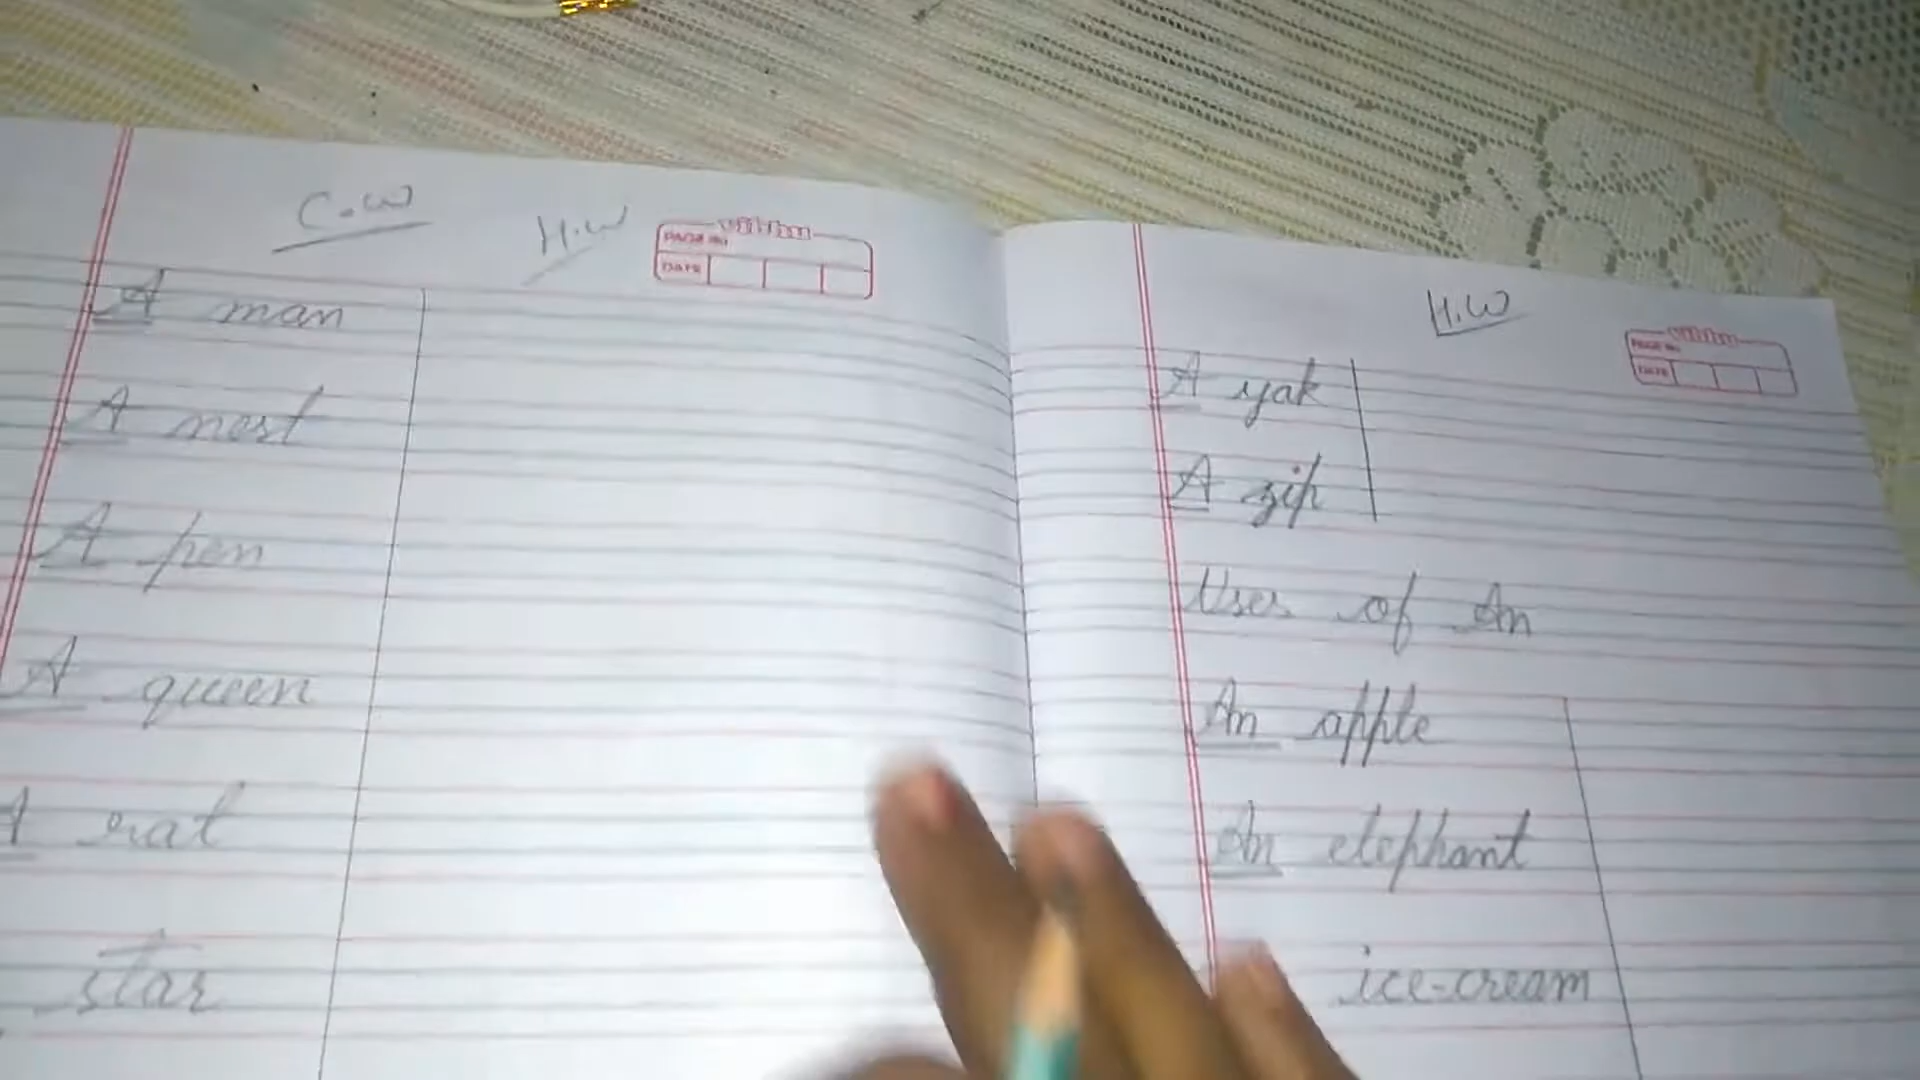 C.W
H.W
PAGE NO.
DATE
A man
A nest
A pen
A queen
A rat
star
H.W
PAGE NO.
DATE
A yak
A zip
Uses of An
An apple
An elephant
ice-cream